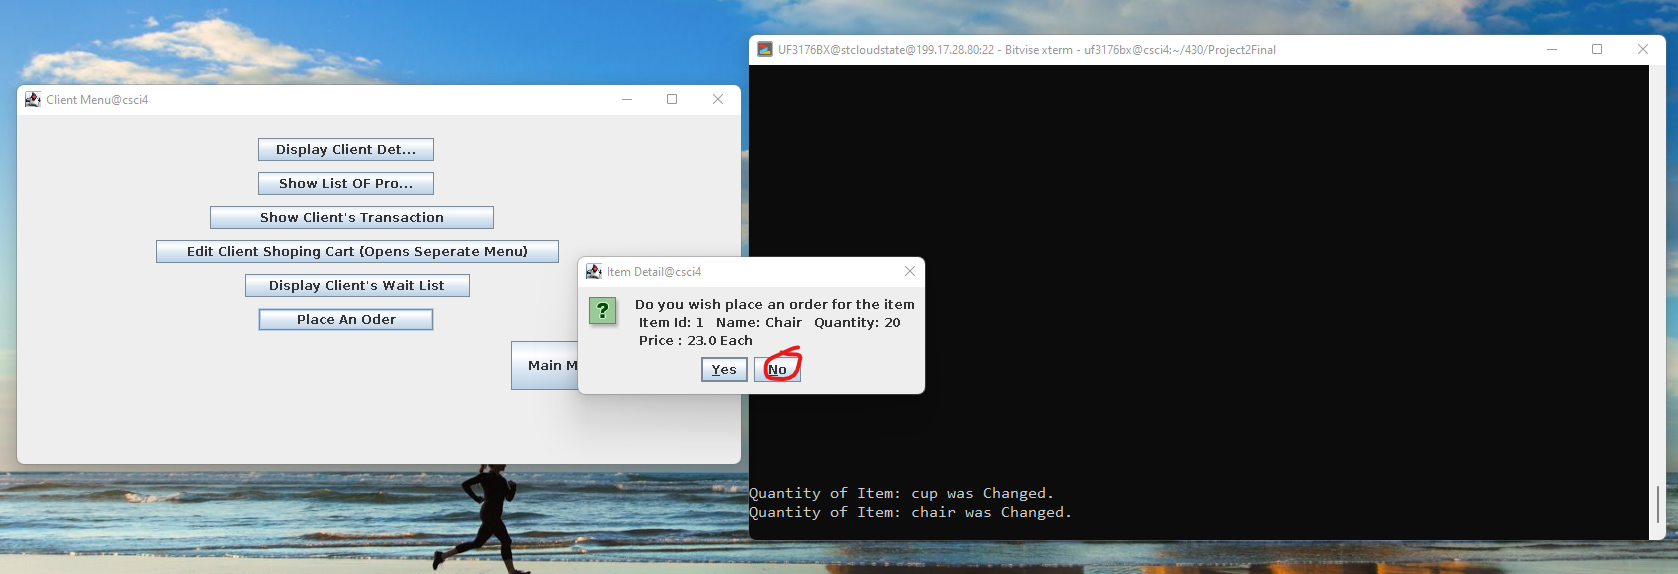 Client Menu@csci4
Display Client Det...
Show List OF Pro...
Show Client's Transaction
Edit Client Shoping Cart {Opens Seperate Menu}
Display Client's Wait List
Place An Oder
Main M
Item Detail@csci4
Do you wish place an order for the item
Item Id: 1 Name: Chair Quantity: 20
Price : 23.0 Each
Yes No
UF3176BX@stcloudstate@199.17.28.80:22 - Bitvise xterm - uf3176bx@csci4:~/430/Project2Final
Quantity of Item: cup was Changed.
Quantity of Item: chair was Changed.